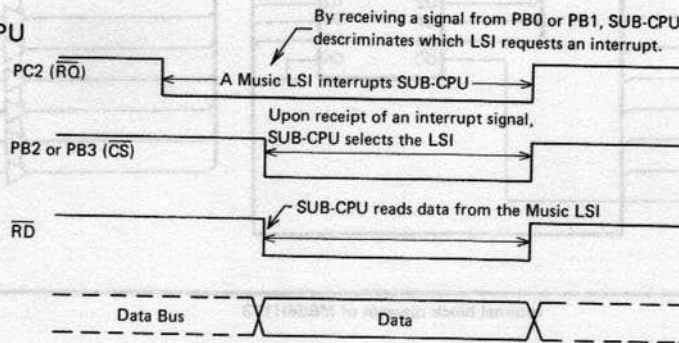 By receiving a signal from PB0 or PB1, SUB-CPU
PU
descriminates which LSI requests an interrupt.
PC2 (RQ)
A Music LSI interrupts SUB-CPU
Upon receipt of an interrupt signal,
SUB-CPU selects the LSI
PB2 or PB3 (CS)
SUB-CPU reads data from the Music LSI
RD
Data Bus
Data